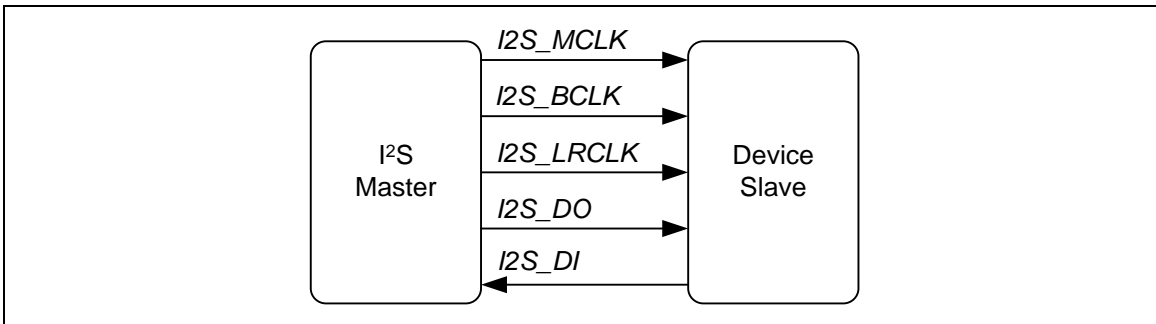 I2S_MCLK
I2S_BCLK
I²S
Master
I2S_LRCLK
Device
Slave
I2S_DO
I2S_DI